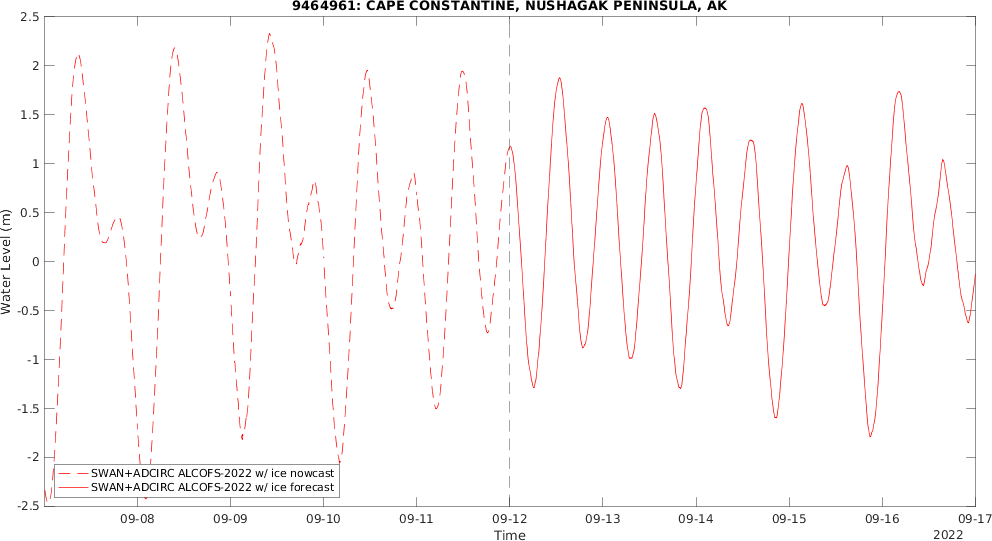 9464961: CAPE CONSTANTINE, NUSHAGAK PENINSULA, AK
2.5
2
1.5
1
0.5
0
-0.5
-1
-1.5
-2
-2.5
Water Level (m)
SWAN+ADCIRC ALCOFS-2022 w/ ice nowcast
SWAN+ADCIRC ALCOFS-2022 w/ ice forecast
09-08 09-09 09-10 09-11 09-12 09-13 09-14 09-15 09-16 09-17
Time
2022